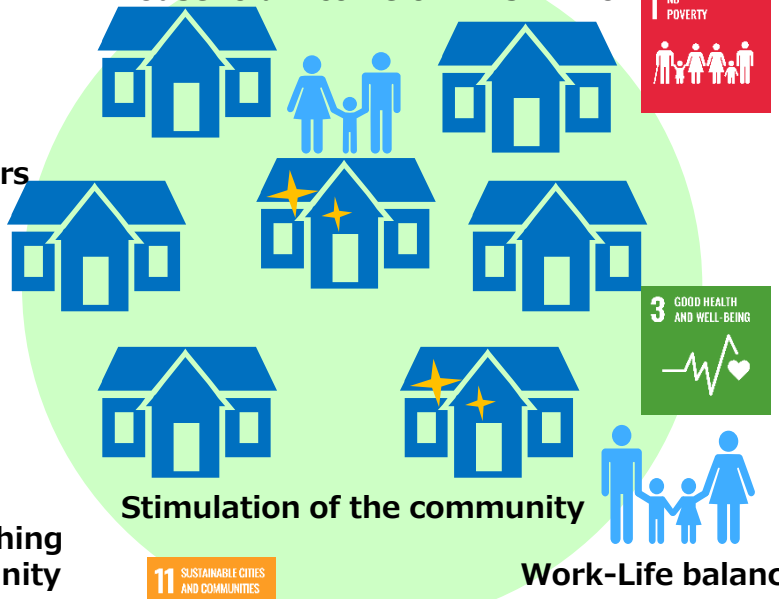 1 NO
POVERTY
rs
3 GOOD HEALTH
AND WELL-BEING
Stimulation of the community
hing
nity
11 SUSTAINABLE CITIES
AND COMMUNITIES
Work-Life balanc